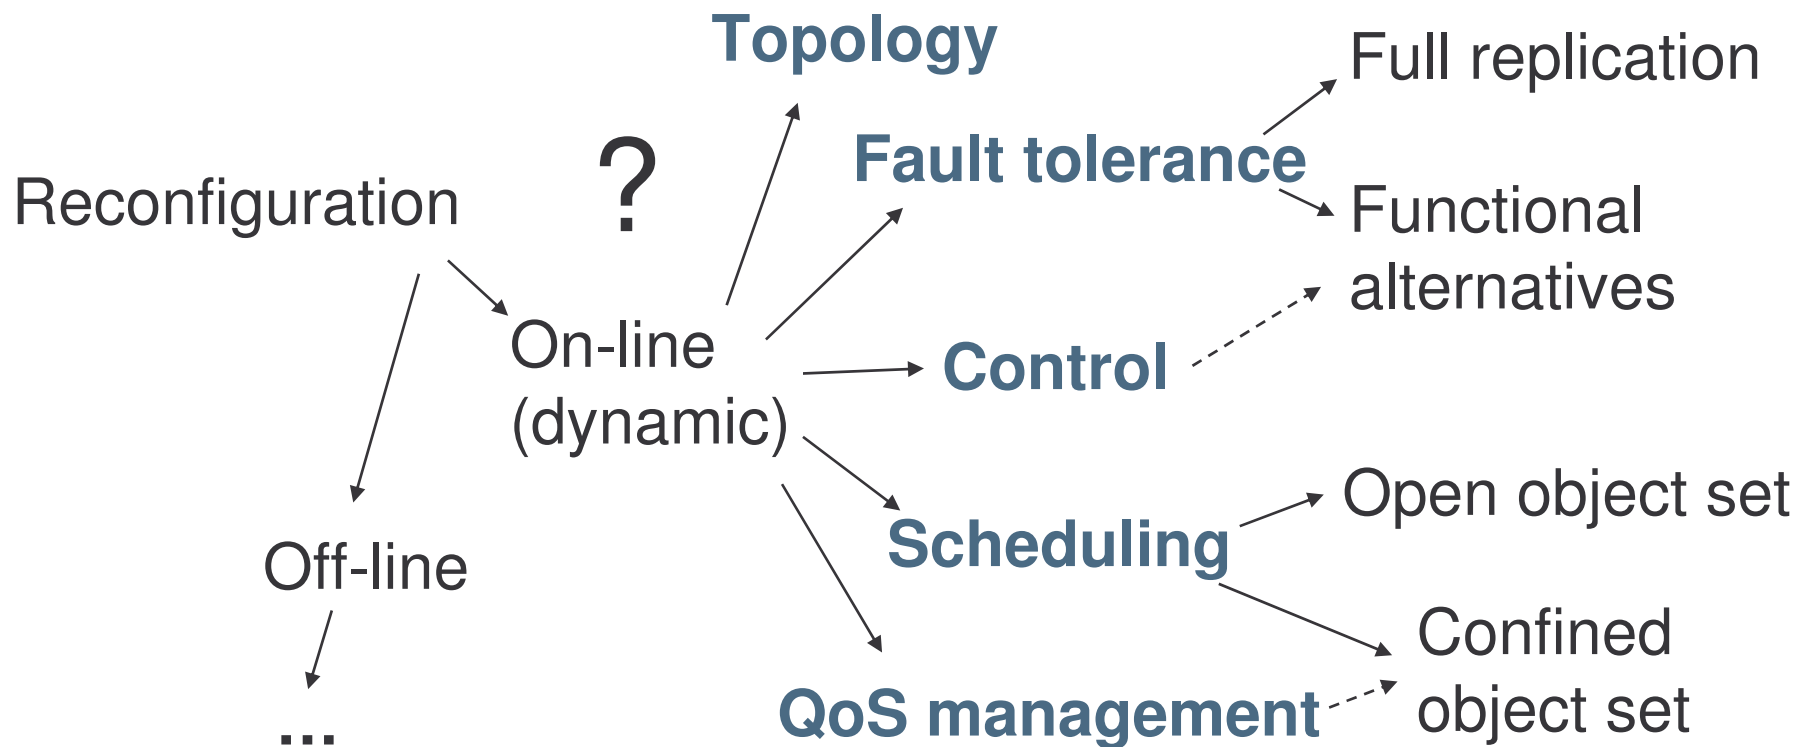 Topology
Full replication
?
Fault tolerance
Reconfiguration
Functional
alternatives
On-line
(dynamic)
Control
Open object set
Scheduling
Off-line
Confined
object set
QoS management
...